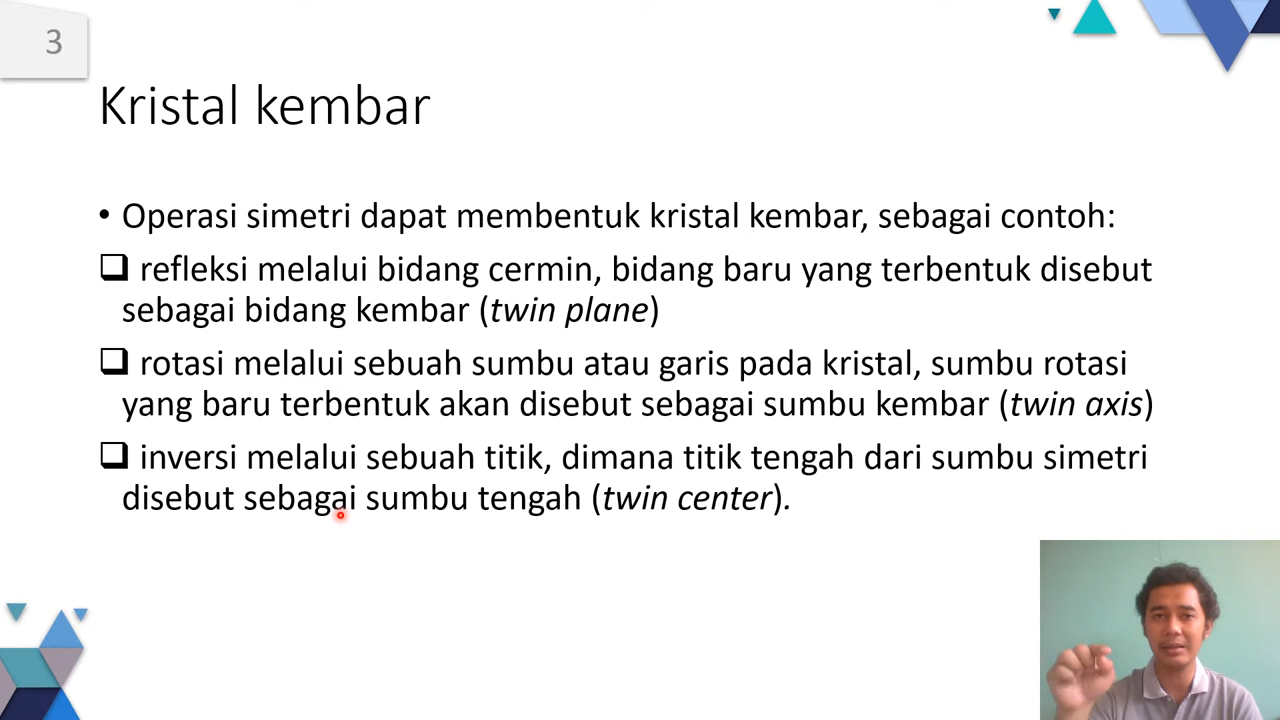 3
Kristal kembar
• Operasi simetri dapat membentuk kristal kembar, sebagai contoh:
❑ refleksi melalui bidang cermin, bidang baru yang terbentuk disebut
sebagai bidang kembar (twin plane)
❑ rotasi melalui sebuah sumbu atau garis pada kristal, sumbu rotasi
yang baru terbentuk akan disebut sebagai sumbu kembar (twin axis)
❑ inversi melalui sebuah titik, dimana titik tengah dari sumbu simetri
disebut sebagai sumbu tengah (twin center).